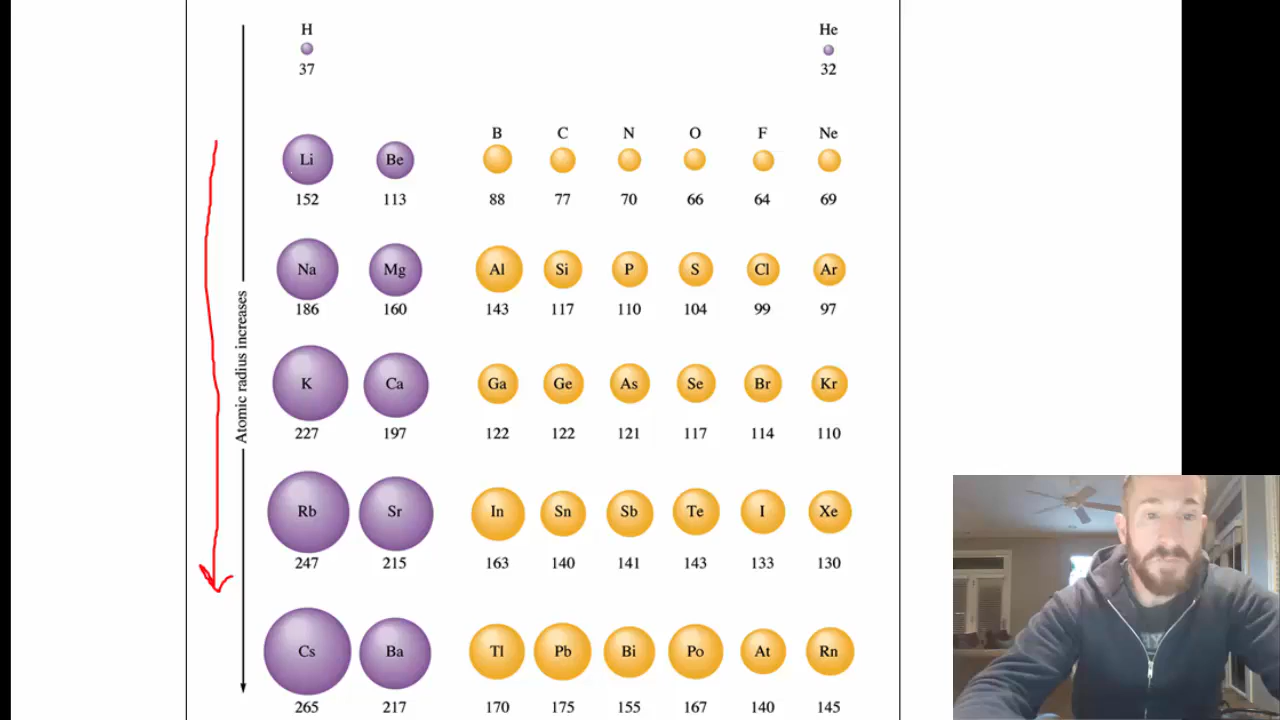 H He
37 32
B C N O F Ne
Li Be
152 113 88 77 70 66 64 69
Na Mg Al Si P S Cl Ar
186 160 143 117 110 104 99 97
Atomic radius increases
K Ca Ga Ge As Se Br Kr
227 197 122 122 121 117 114 110
Rb Sr In Sn Sb Te I Xe
247 215 163 140 141 143 133 130
Cs Ba Tl Pb Bi Po At Rn
265 217 170 175 155 167 140 145